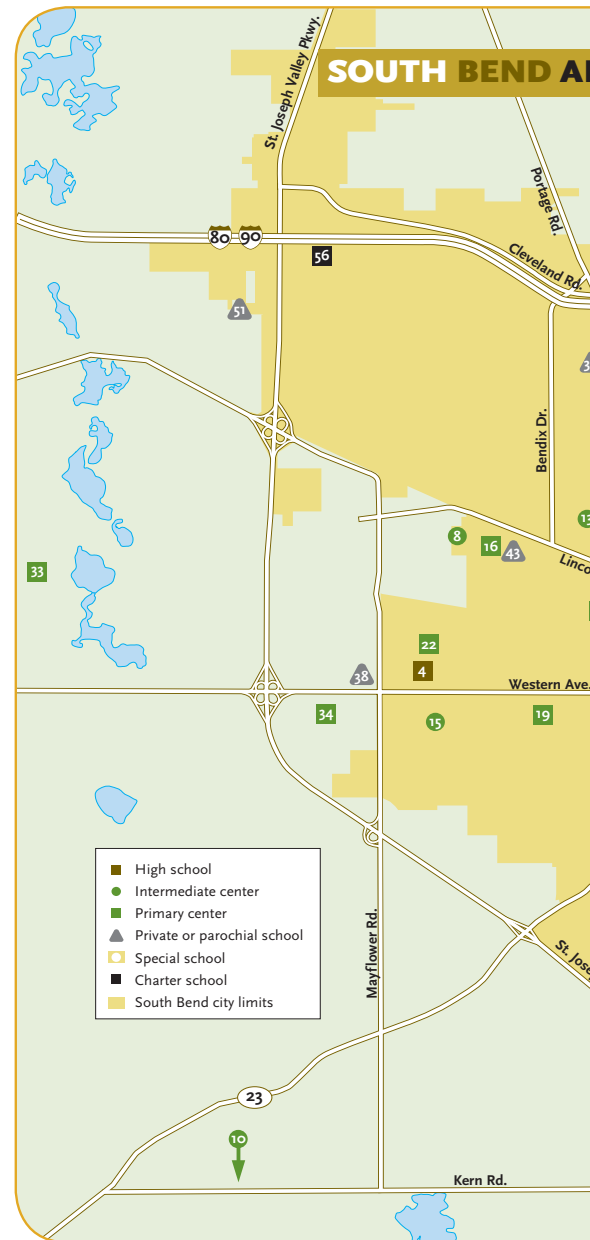 St. Joseph Valley Pkwy.
SOUTH BEND
Portage Rd.
80 90
56
Cleveland Rd.
51
Bendix Dr.
8
16
43
13
33
22
4
38
Western Ave.
34
15
19
High school
Intermediate center
Primary center
Private or parochial school
Special school
Charter school
South Bend city limits
Mayflower Rd.
23
10
Kern Rd.